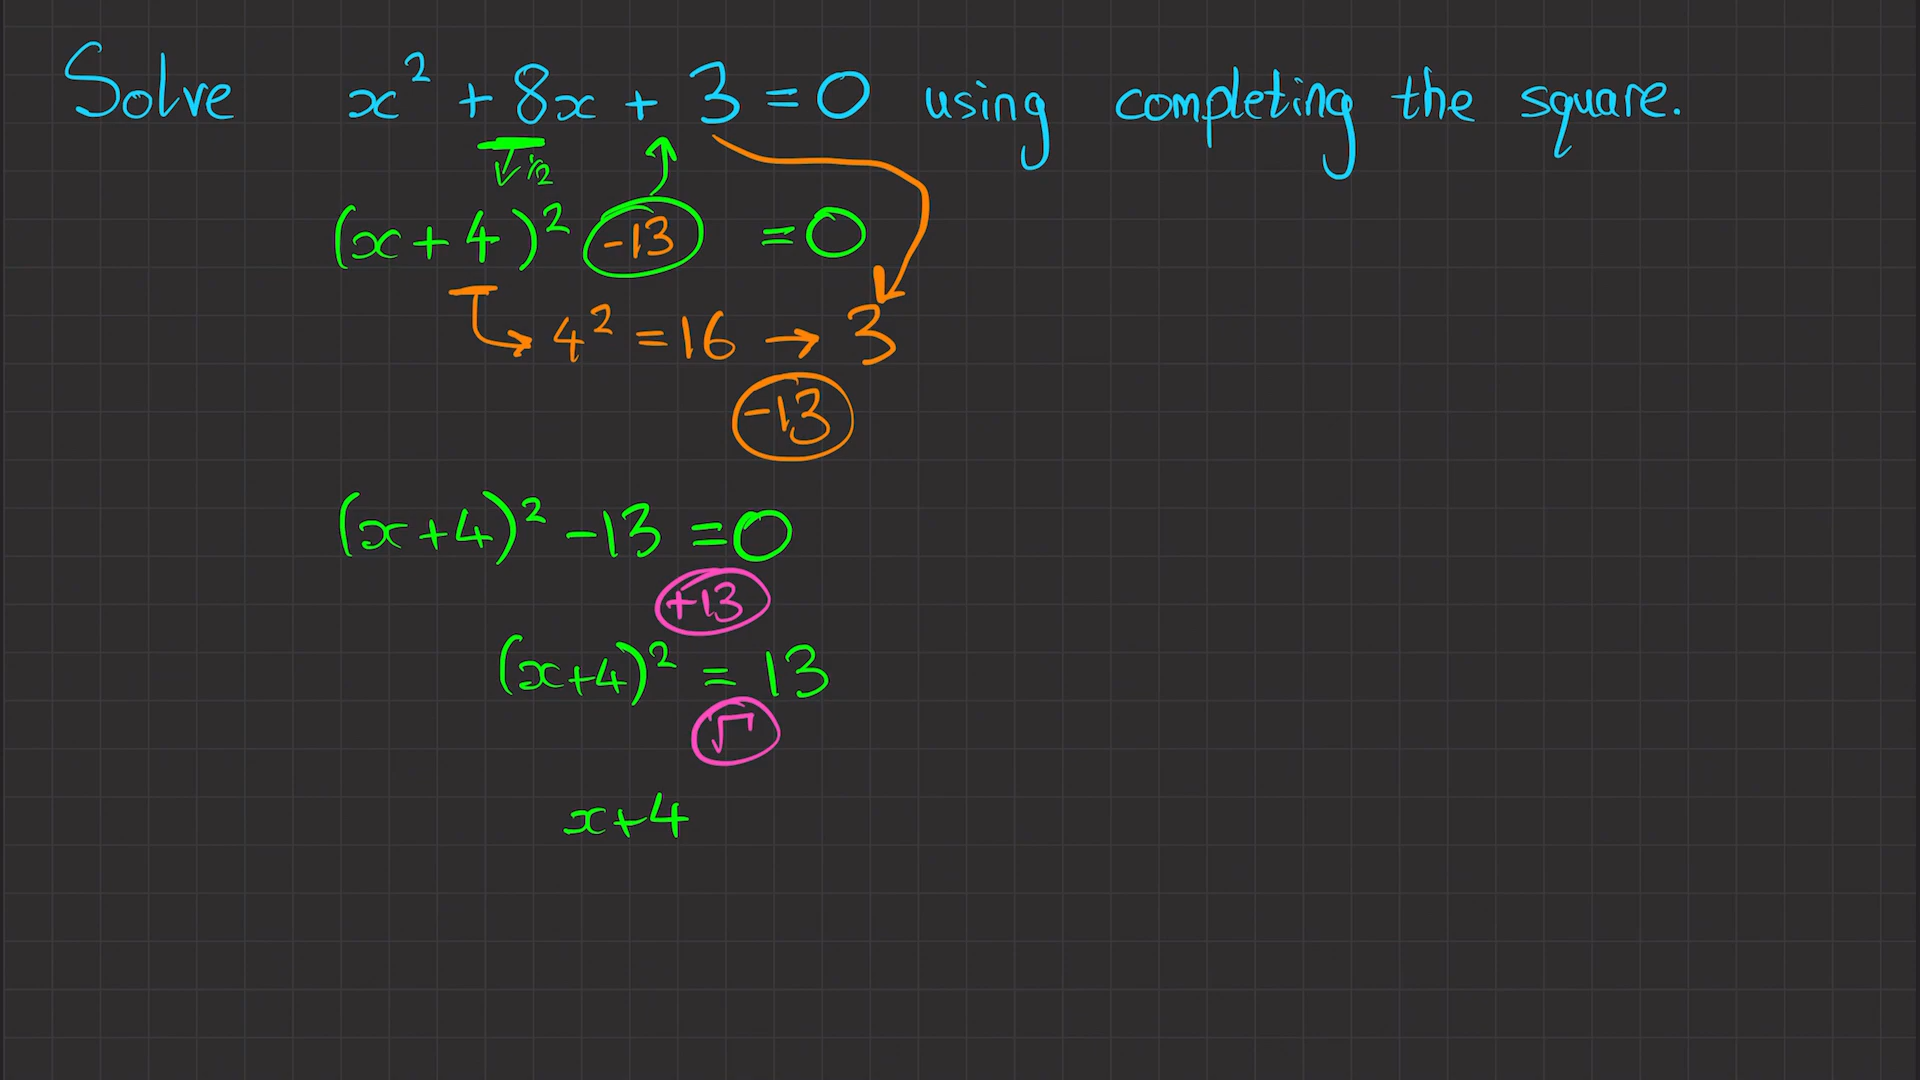 Solve x² + 8x + 3 = 0 using completing the square.
↓ ½
(x + 4)² -13 = 0
4² = 16 → 3
-13
(x+4)² -13 = 0
+13
(x+4)² = 13
√
x+4